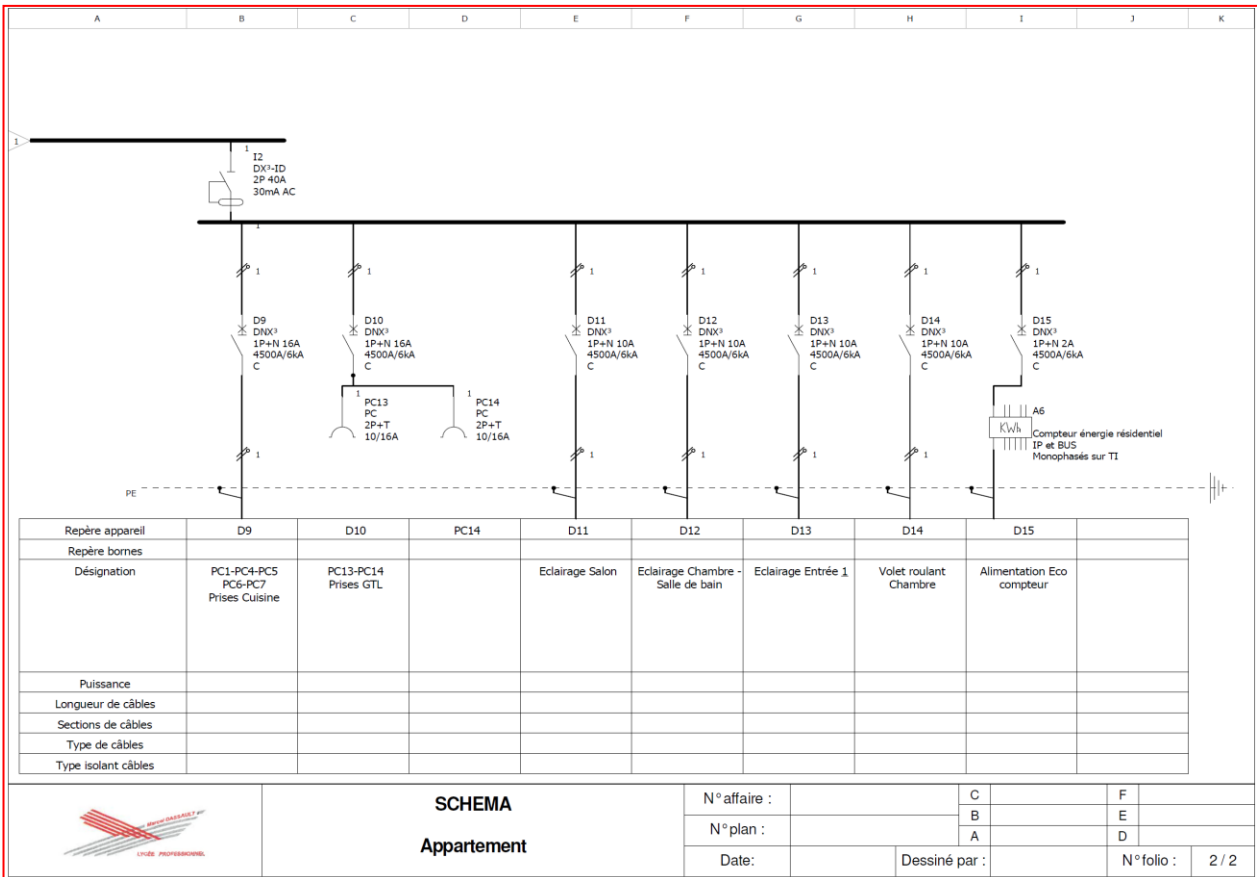 A B C D E F G H I J K
1
1
I2
DX³-ID
2P 40A
30mA AC
1
1
1
1
1
1
1
1
D9
DNX³
1P+N 16A
4500A/6kA
C
D10
DNX³
1P+N 16A
4500A/6kA
C
D11
DNX³
1P+N 10A
4500A/6kA
C
D12
DNX³
1P+N 10A
4500A/6kA
C
D13
DNX³
1P+N 10A
4500A/6kA
C
D14
DNX³
1P+N 10A
4500A/6kA
C
D15
DNX³
1P+N 2A
4500A/6kA
C
1
PC13
PC
2P+T
10/16A
1
PC14
PC
2P+T
10/16A
A6
KWh
Compteur énergie résidentiel
IP et BUS
Monophasés sur TI
1
1
1
1
1
PE
Repère appareil D9 D10 PC14 D11 D12 D13 D14 D15
Repère bornes
Désignation
PC1-PC4-PC5
PC6-PC7
Prises Cuisine
PC13-PC14
Prises GTL
Eclairage Salon
Eclairage Chambre -
Salle de bain
Eclairage Entrée 1
Volet roulant
Chambre
Alimentation Eco
compteur
Puissance
Longueur de câbles
Sections de câbles
Type de câbles
Type isolant câbles
Marcel DASSAULT
LYCÉE PROFESSIONNEL
SCHEMA
Appartement
N° affaire :
N° plan :
Date:
Dessiné par :
C
B
A
F
E
D
N° folio :
2 / 2